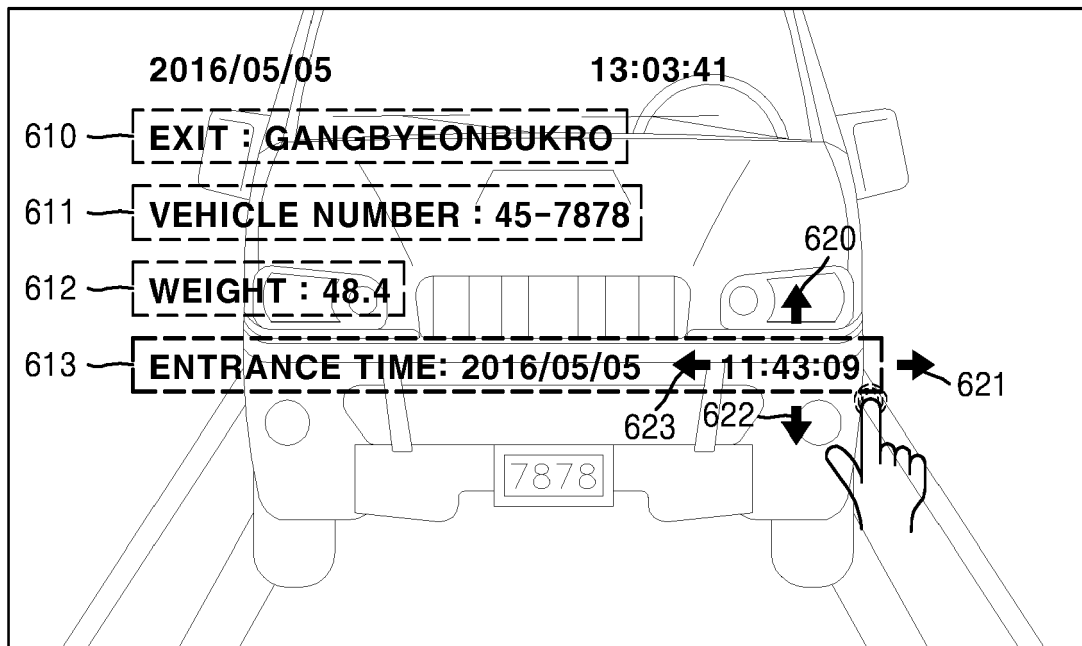 2016/05/05 13:03:41
610 EXIT : GANGBYEONBUKRO
611 VEHICLE NUMBER : 45-7878
620
612 WEIGHT : 48.4
613 ENTRANCE TIME: 2016/05/05 11:43:09
621
623 622
7878